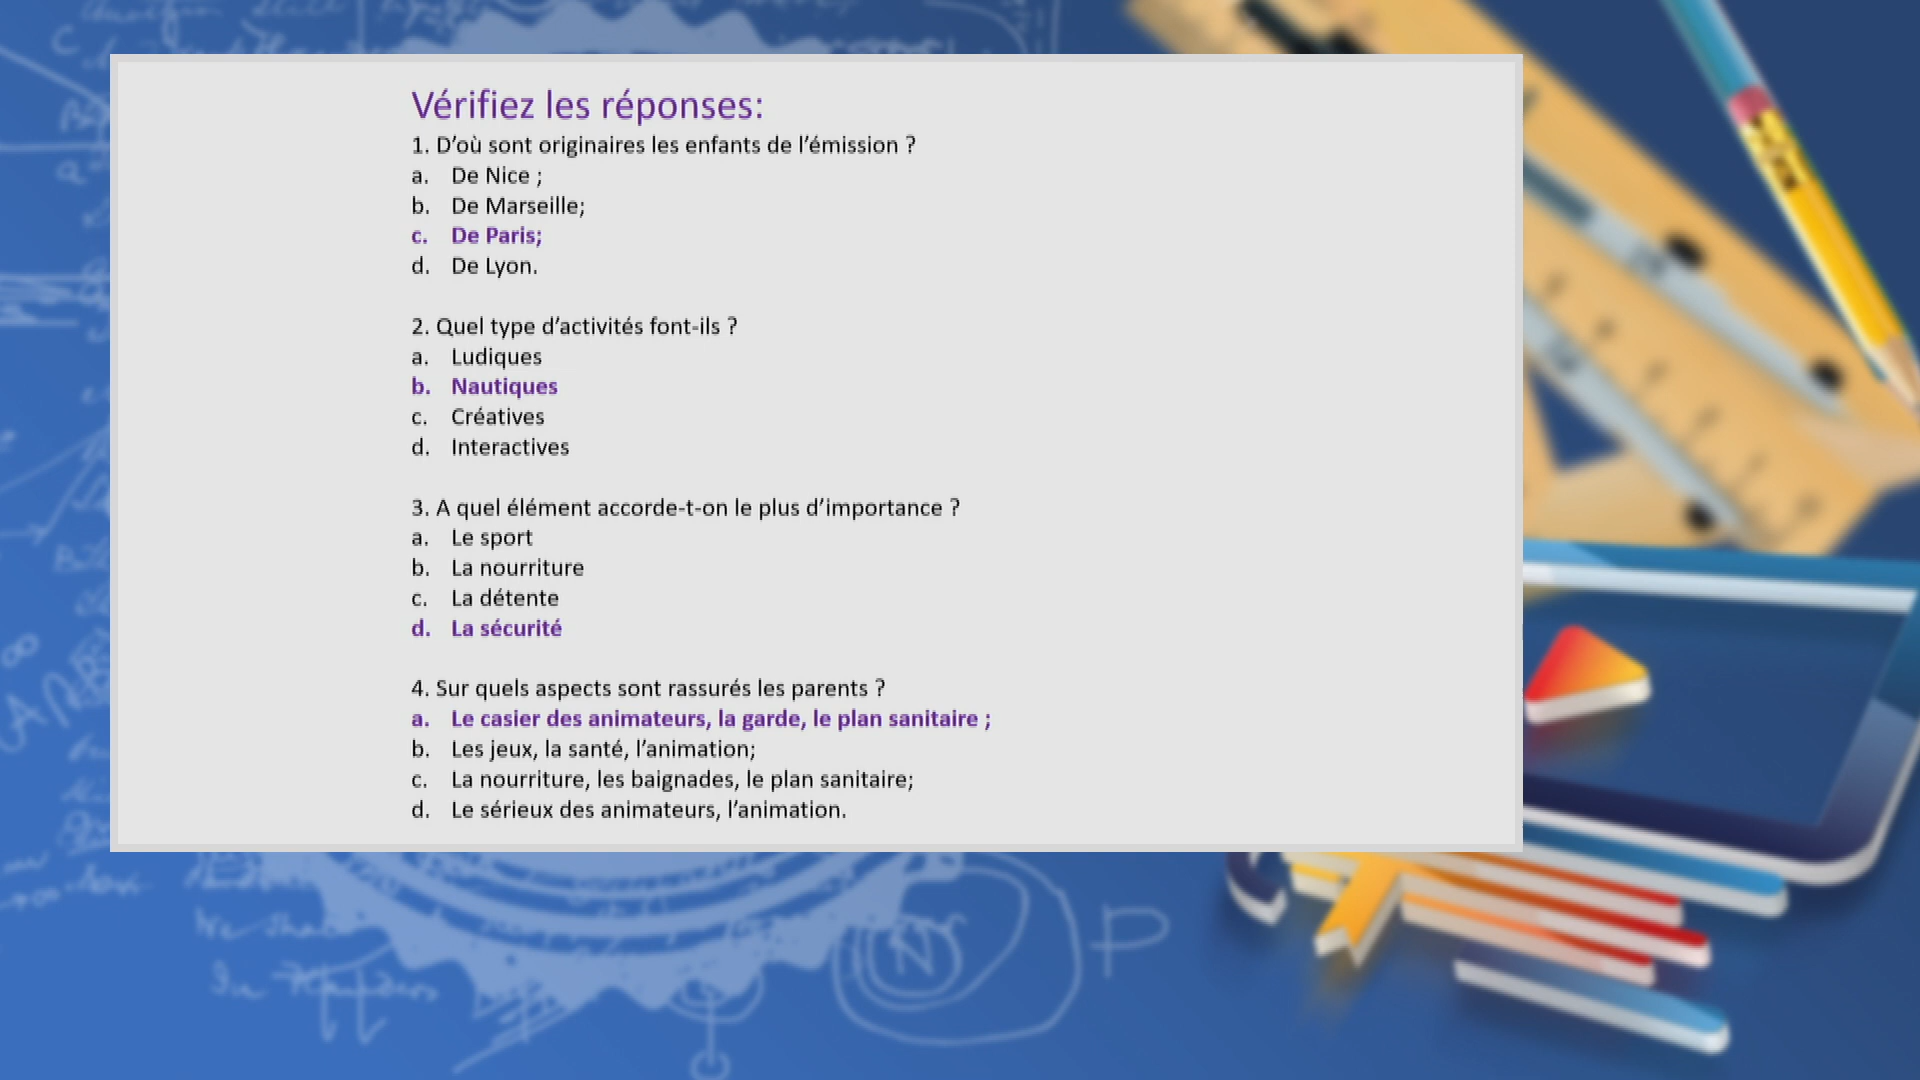 Vérifiez les réponses:
1. D’où sont originaires les enfants de l’émission ?
a. De Nice ;
b. De Marseille;
c. De Paris;
d. De Lyon.
2. Quel type d’activités font-ils ?
a. Ludiques
b. Nautiques
c. Créatives
d. Interactives
3. A quel élément accorde-t-on le plus d’importance ?
a. Le sport
b. La nourriture
c. La détente
d. La sécurité
4. Sur quels aspects sont rassurés les parents ?
a. Le casier des animateurs, la garde, le plan sanitaire ;
b. Les jeux, la santé, l’animation;
c. La nourriture, les baignades, le plan sanitaire;
d. Le sérieux des animateurs, l’animation.
N
P